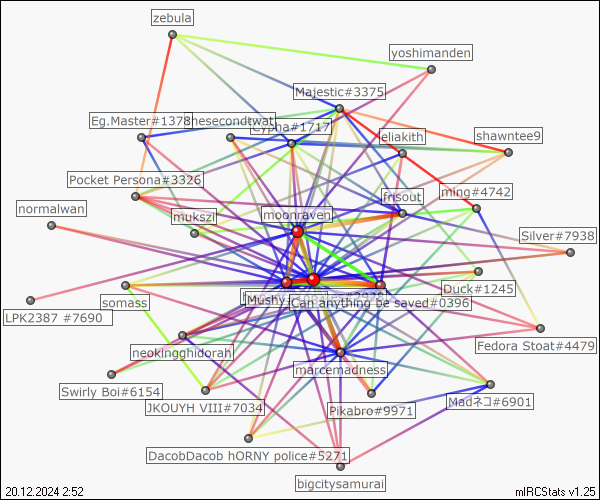 zebula
yoshimanden
Majestic#3375
Eg.Master#1378
hesecondtwat
Cypha#1717
eliakith
shawntee9
Pocket Persona#3326
frisout
ming#4742
normalwan
mukszi
moonraven
Silver#7938
somass
Mushy
Can anything be saved#0396
Duck#1245
LPK2387 #7690
neokingghidorah
marcemadness
Fedora Stoat#4479
Swirly Boi#6154
JKOUYH VIII#7034
Pikabro#9971
Madネコ#6901
DacobDacob hORNY police#5271
bigcitysamurai
20.12.2024 2:52
mIRCStats v1.25